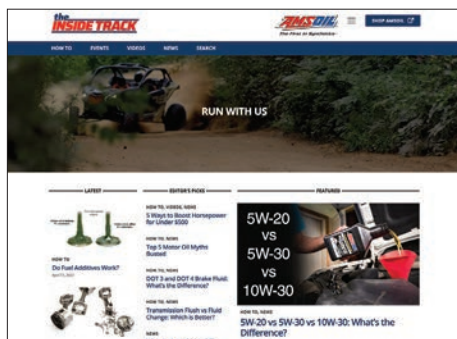 the
INSIDE TRACK
AMSOIL
The First in Synthetics
SHOP AMSOIL
HOW TO EVENTS VIDEOS NEWS SEARCH
RUN WITH US
LATEST
HOW TO
Do Fuel Additives Work?
EDITOR'S PICKS
HOW TO, VIDEOS, NEWS
5 Ways to Boost Horsepower
for Under $500
HOW TO, NEWS
Top 5 Motor Oil Myths
Busted
HOW TO, NEWS
DOT 3 and DOT 4 Brake Fluid:
What's the Difference?
HOW TO, NEWS
Transmission Flush vs Fluid
Change: Which is Better?
NEWS
FEATURED
5W-20
vs
5W-30
vs
10W-30
HOW TO, NEWS
5W-20 vs 5W-30 vs 10W-30: What's the
Difference?